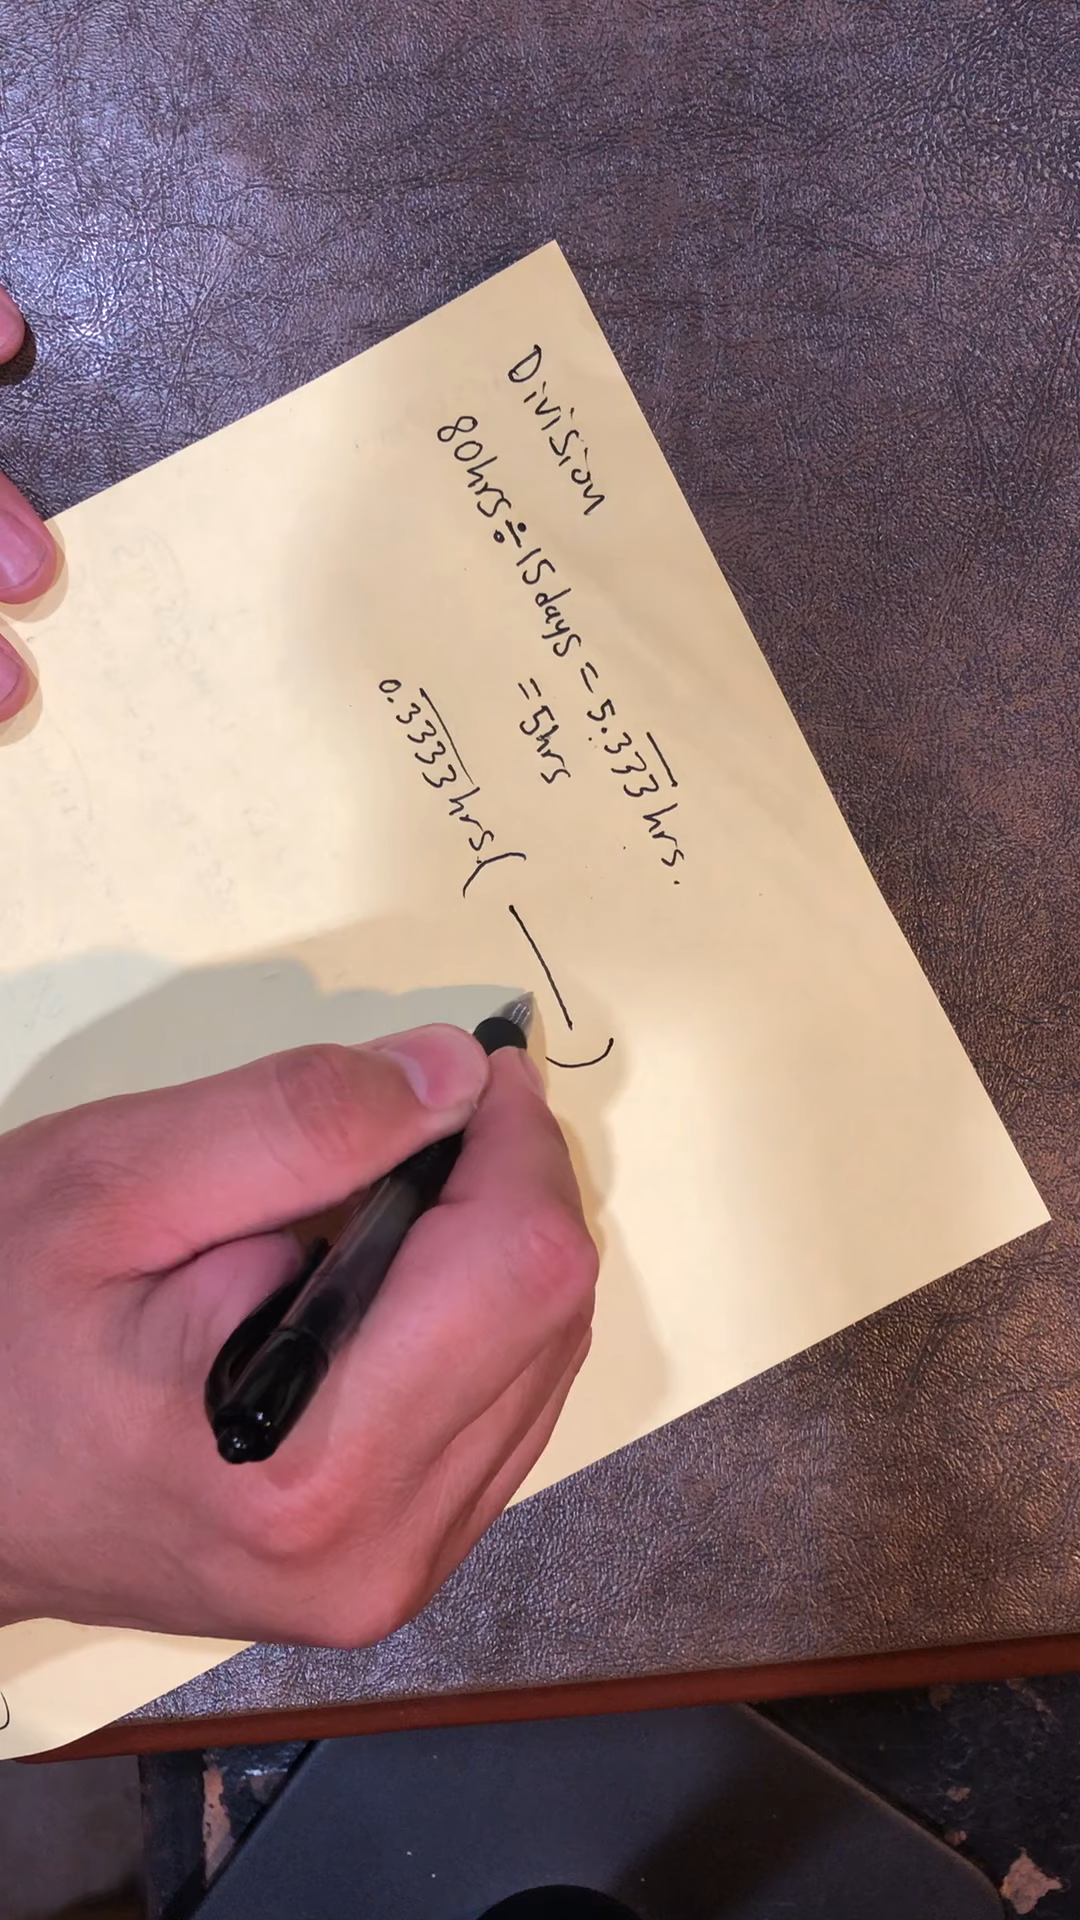 Division
80hrs ÷ 15days = 5.333 hrs.
= 5hrs
0.3333 hrs (
)